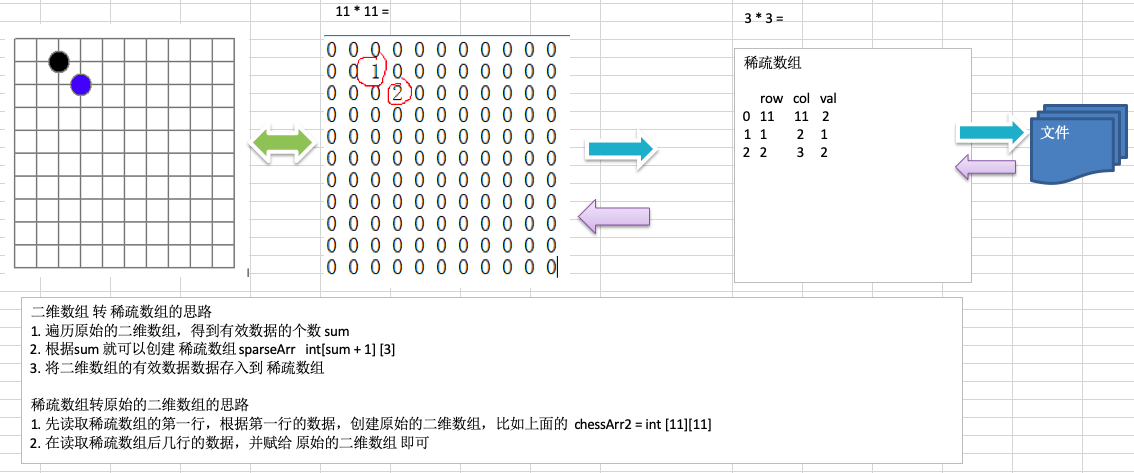 11 * 11 =
0 0 0 0 0 0 0 0 0 0 0
0 0 1 0 0 0 0 0 0 0 0
0 0 0 2 0 0 0 0 0 0 0
0 0 0 0 0 0 0 0 0 0 0
0 0 0 0 0 0 0 0 0 0 0
0 0 0 0 0 0 0 0 0 0 0
0 0 0 0 0 0 0 0 0 0 0
0 0 0 0 0 0 0 0 0 0 0
0 0 0 0 0 0 0 0 0 0 0
0 0 0 0 0 0 0 0 0 0 0
0 0 0 0 0 0 0 0 0 0 0
3 * 3 =
稀疏数组
row col val
0 11 11 2
1 1 2 1
2 2 3 2
文件
二维数组 转 稀疏数组的思路
1. 遍历原始的二维数组，得到有效数据的个数 sum
2. 根据sum 就可以创建 稀疏数组 sparseArr int[sum + 1] [3]
3. 将二维数组的有效数据数据存入到 稀疏数组
稀疏数组转原始的二维数组的思路
1. 先读取稀疏数组的第一行，根据第一行的数据，创建原始的二维数组，比如上面的 chessArr2 = int [11][11]
2. 在读取稀疏数组后几行的数据，并赋给 原始的二维数组 即可